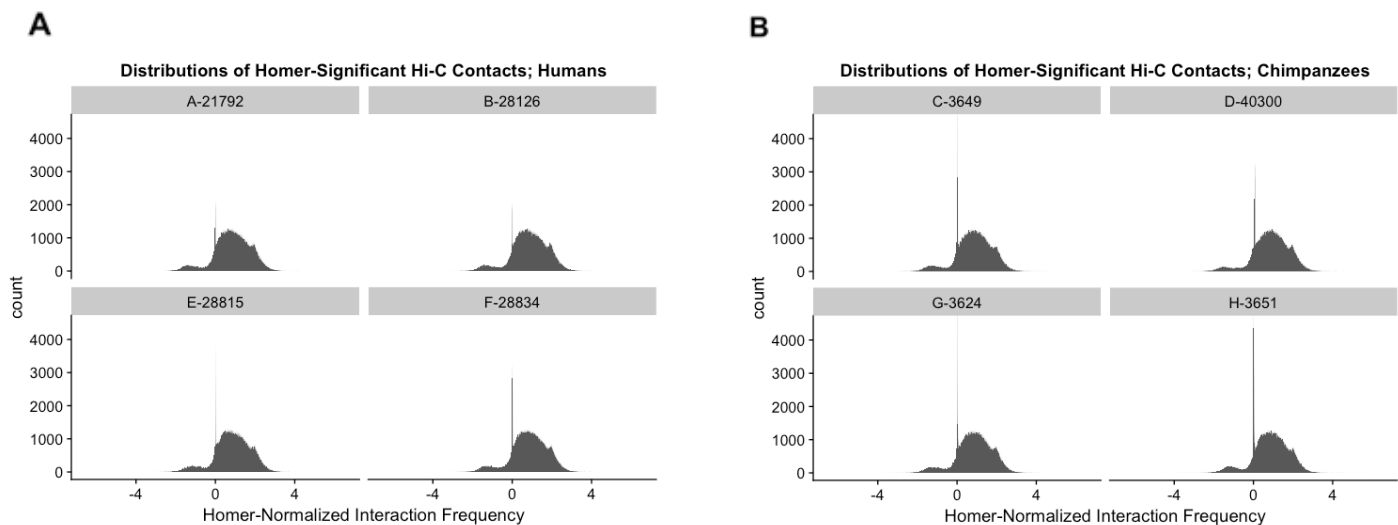 A
Distributions of Homer-Significant Hi-C Contacts; Humans
A-21792
B-28126
4000
3000
2000
1000
0
E-28815
F-28834
4000
3000
2000
1000
0
count
-4
0
4
-4
0
4
Homer-Normalized Interaction Frequency
B
Distributions of Homer-Significant Hi-C Contacts; Chimpanzees
C-3649
D-40300
4000
3000
2000
1000
0
G-3624
H-3651
4000
3000
2000
1000
0
count
-4
0
4
-4
0
4
Homer-Normalized Interaction Frequency